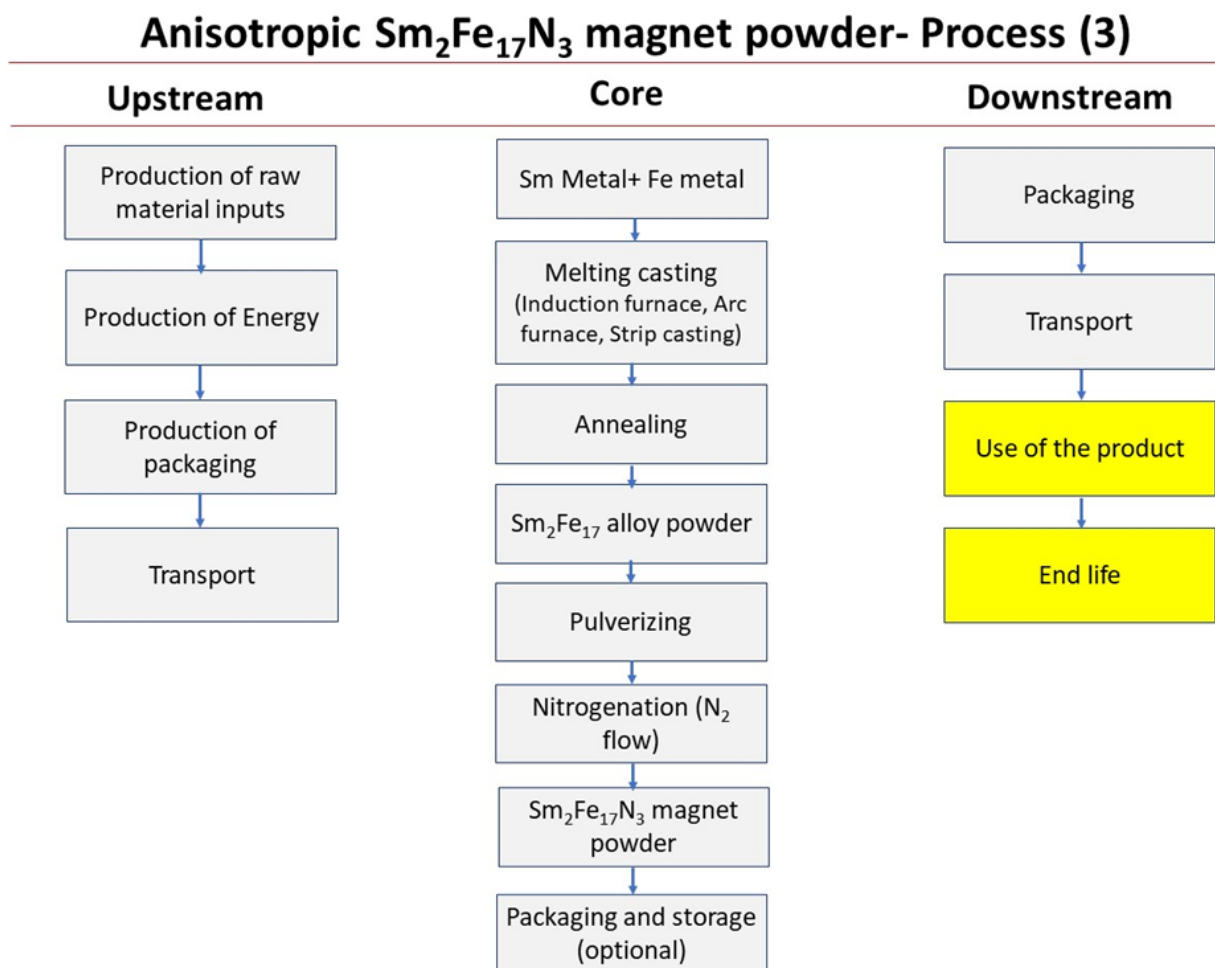 Anisotropic Sm₂Fe₁₇N₃ magnet powder- Process (3)
Upstream
Core
Downstream
Production of raw
material inputs
Production of Energy
Production of
packaging
Transport
Sm Metal+ Fe metal
Melting casting
(Induction furnace, Arc
furnace, Strip casting)
Annealing
Sm₂Fe₁₇ alloy powder
Pulverizing
Nitrogenation (N₂
flow)
Sm₂Fe₁₇N₃ magnet
powder
Packaging and storage
(optional)
Packaging
Transport
Use of the product
End life